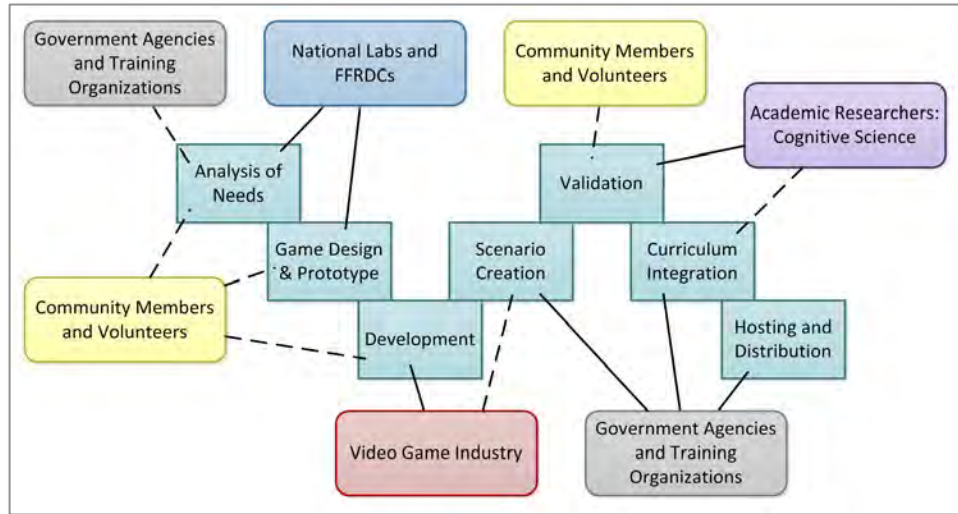 Government Agencies
and Training
Organizations
National Labs and
FFRDCs
Community Members
and Volunteers
Academic Researchers:
Cognitive Science
Analysis of
Needs
Validation
Game Design
& Prototype
Scenario
Creation
Curriculum
Integration
Community Members
and Volunteers
Development
Hosting and
Distribution
Video Game Industry
Government Agencies
and Training
Organizations